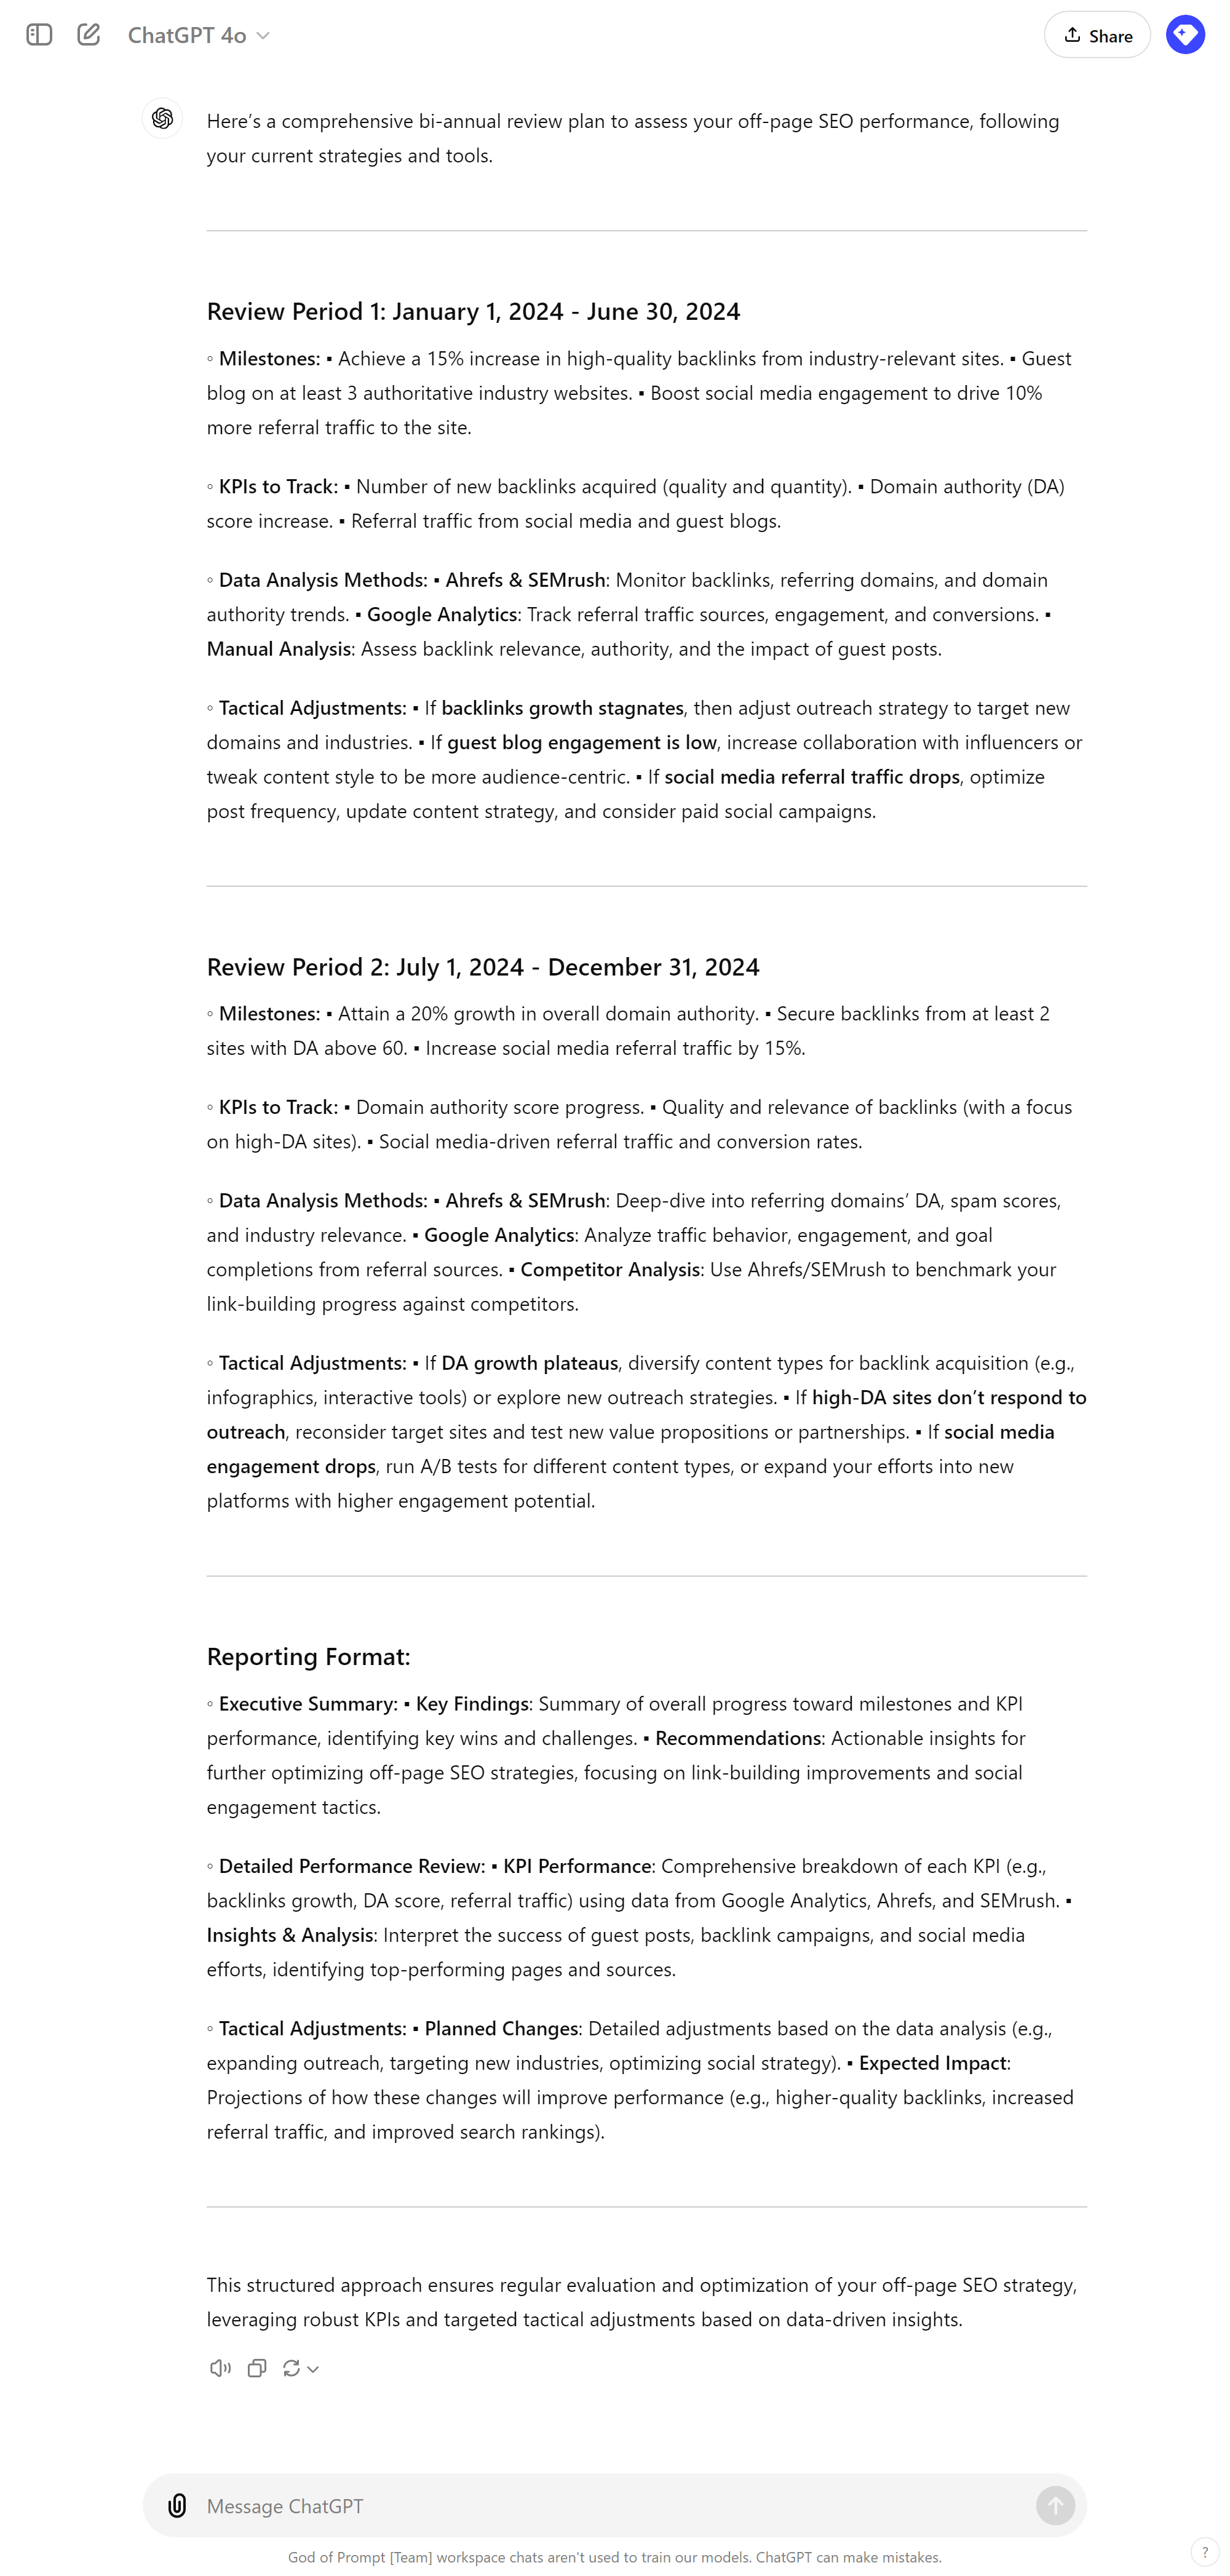 ChatGPT 4o
Share
Here’s a comprehensive bi-annual review plan to assess your off-page SEO performance, following
your current strategies and tools.
Review Period 1: January 1, 2024 - June 30, 2024
◦ Milestones: ▪ Achieve a 15% increase in high-quality backlinks from industry-relevant sites. ▪ Guest
blog on at least 3 authoritative industry websites. ▪ Boost social media engagement to drive 10%
more referral traffic to the site.
◦ KPIs to Track: ▪ Number of new backlinks acquired (quality and quantity). ▪ Domain authority (DA)
score increase. ▪ Referral traffic from social media and guest blogs.
◦ Data Analysis Methods: ▪ Ahrefs & SEMrush: Monitor backlinks, referring domains, and domain
authority trends. ▪ Google Analytics: Track referral traffic sources, engagement, and conversions. ▪
Manual Analysis: Assess backlink relevance, authority, and the impact of guest posts.
◦ Tactical Adjustments: ▪ If backlinks growth stagnates, then adjust outreach strategy to target new
domains and industries. ▪ If guest blog engagement is low, increase collaboration with influencers or
tweak content style to be more audience-centric. ▪ If social media referral traffic drops, optimize
post frequency, update content strategy, and consider paid social campaigns.
Review Period 2: July 1, 2024 - December 31, 2024
◦ Milestones: ▪ Attain a 20% growth in overall domain authority. ▪ Secure backlinks from at least 2
sites with DA above 60. ▪ Increase social media referral traffic by 15%.
◦ KPIs to Track: ▪ Domain authority score progress. ▪ Quality and relevance of backlinks (with a focus
on high-DA sites). ▪ Social media-driven referral traffic and conversion rates.
◦ Data Analysis Methods: ▪ Ahrefs & SEMrush: Deep-dive into referring domains’ DA, spam scores,
and industry relevance. ▪ Google Analytics: Analyze traffic behavior, engagement, and goal
completions from referral sources. ▪ Competitor Analysis: Use Ahrefs/SEMrush to benchmark your
link-building progress against competitors.
◦ Tactical Adjustments: ▪ If DA growth plateaus, diversify content types for backlink acquisition (e.g.,
infographics, interactive tools) or explore new outreach strategies. ▪ If high-DA sites don’t respond to
outreach, reconsider target sites and test new value propositions or partnerships. ▪ If social media
engagement drops, run A/B tests for different content types, or expand your efforts into new
platforms with higher engagement potential.
Reporting Format:
◦ Executive Summary: ▪ Key Findings: Summary of overall progress toward milestones and KPI
performance, identifying key wins and challenges. ▪ Recommendations: Actionable insights for
further optimizing off-page SEO strategies, focusing on link-building improvements and social
engagement tactics.
◦ Detailed Performance Review: ▪ KPI Performance: Comprehensive breakdown of each KPI (e.g.,
backlinks growth, DA score, referral traffic) using data from Google Analytics, Ahrefs, and SEMrush. ▪
Insights & Analysis: Interpret the success of guest posts, backlink campaigns, and social media
efforts, identifying top-performing pages and sources.
◦ Tactical Adjustments: ▪ Planned Changes: Detailed adjustments based on the data analysis (e.g.,
expanding outreach, targeting new industries, optimizing social strategy). ▪ Expected Impact:
Projections of how these changes will improve performance (e.g., higher-quality backlinks, increased
referral traffic, and improved search rankings).
This structured approach ensures regular evaluation and optimization of your off-page SEO strategy,
leveraging robust KPIs and targeted tactical adjustments based on data-driven insights.
Message ChatGPT
God of Prompt [Team] workspace chats aren't used to train our models. ChatGPT can make mistakes.
?